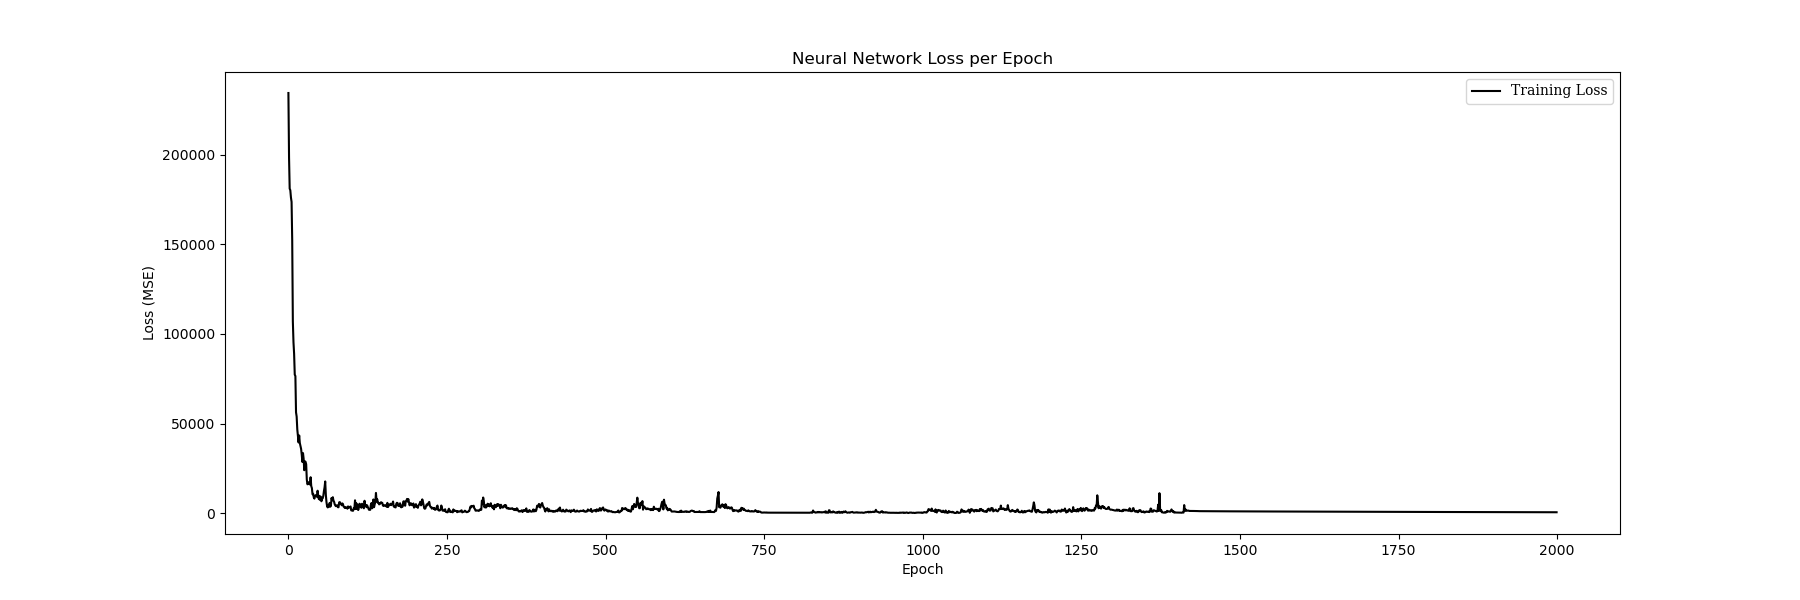 Neural Network Loss per Epoch
Training Loss
200000
150000
100000
50000
0
Loss (MSE)
0 250 500 750 1000 1250 1500 1750 2000
Epoch